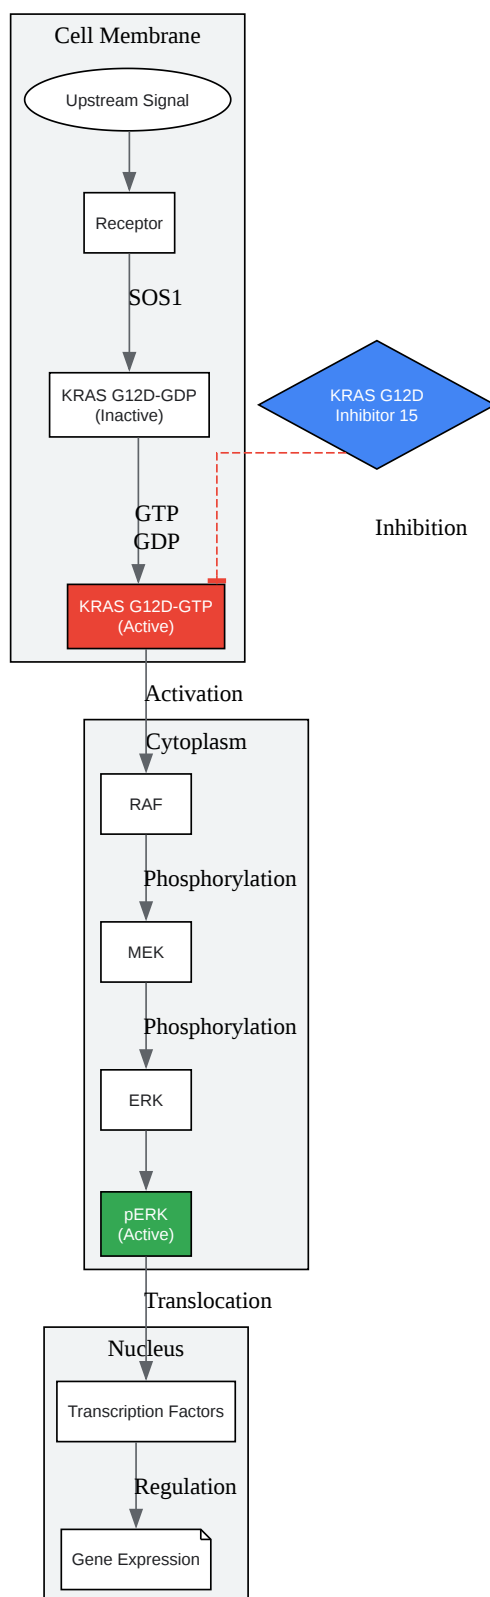 Cell Membrane
Upstream Signal
Receptor
SOS1
KRAS G12D-GDP
(Inactive)
KRAS G12D
Inhibitor 15
GTP
GDP
Inhibition
KRAS G12D-GTP
(Active)
Activation
Cytoplasm
RAF
Phosphorylation
MEK
Phosphorylation
ERK
pERK
(Active)
Translocation
Nucleus
Transcription Factors
Regulation
Gene Expression